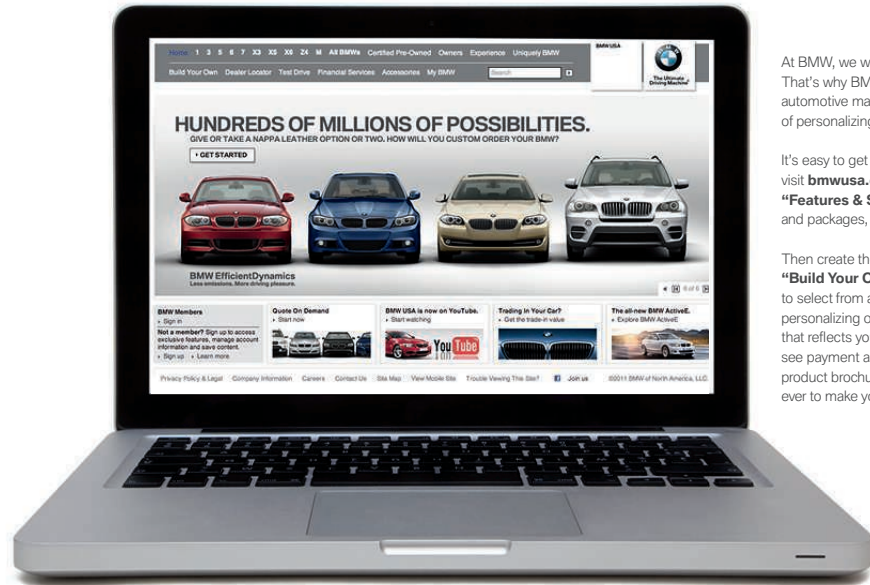 Home 1 3 5 6 7 X3 X5 X6 Z4 M All BMWs Certified Pre-Owned Owners Experience Uniquely BMW
BMW USA
Build Your Own Dealer Locator Test Drive Financial Services Accessories My BMW Search
The Ultimate
Driving Machine®
HUNDREDS OF MILLIONS OF POSSIBILITIES.
GIVE OR TAKE A NAPPA LEATHER OPTION OR TWO. HOW WILL YOU CUSTOM ORDER YOUR BMW?
GET STARTED
BMW EfficientDynamics
Less emissions. More driving pleasure.
6 of 6
BMW Members
Sign in
Not a member? Sign up to access
exclusive features, manage account
information and save content.
Sign up Learn more
Quote On Demand
Start now
BMW USA is now on YouTube.
Start watching
You Tube
Trading In Your Car?
Get the trade-in value
The all-new BMW ActiveE.
Explore BMW ActiveE
Privacy Policy & Legal Company Information Careers Contact Us Site Map View Mobile Site Trouble Viewing This Site? Join us ©2011 BMW of North America, LLC
At BMW, we w
That's why BM
automotive ma
of personalizing
It's easy to get
visit bmwusa.
"Features & S
and packages,
Then create th
"Build Your O
to select from a
personalizing o
that reflects yo
see payment a
product brochu
ever to make yo